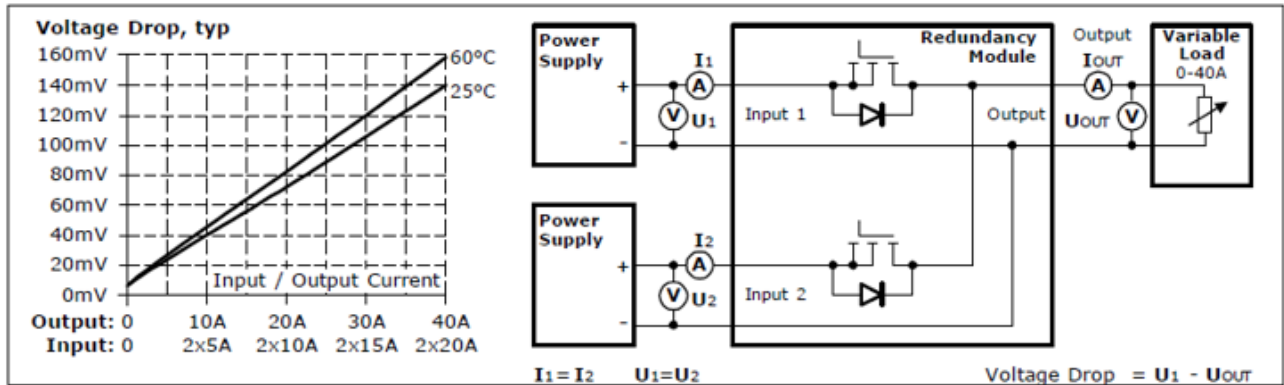 Voltage Drop, typ
160mV
140mV
120mV
100mV
80mV
60mV
40mV
20mV
0mV
60°C
25°C
Input / Output Current
Output: 0 10A 20A 30A 40A
Input: 0 2x5A 2x10A 2x15A 2x20A
Power
Supply
+
-
I1
A
V
U1
Input 1
Redundancy
Module
Output
Output
IOUT
A
UOUT
V
Variable
Load
0-40A
Power
Supply
+
-
I2
A
V
U2
Input 2
I1=I2 U1=U2
Voltage Drop = U1 - UOUT